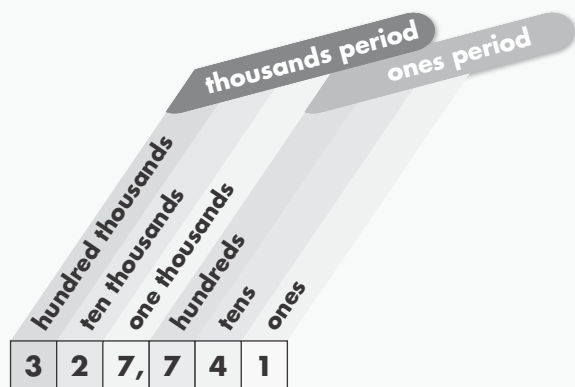 thousands period
ones period
hundred thousands
ten thousands
one thousands
hundreds
tens
ones
3 2 7, 7 4 1